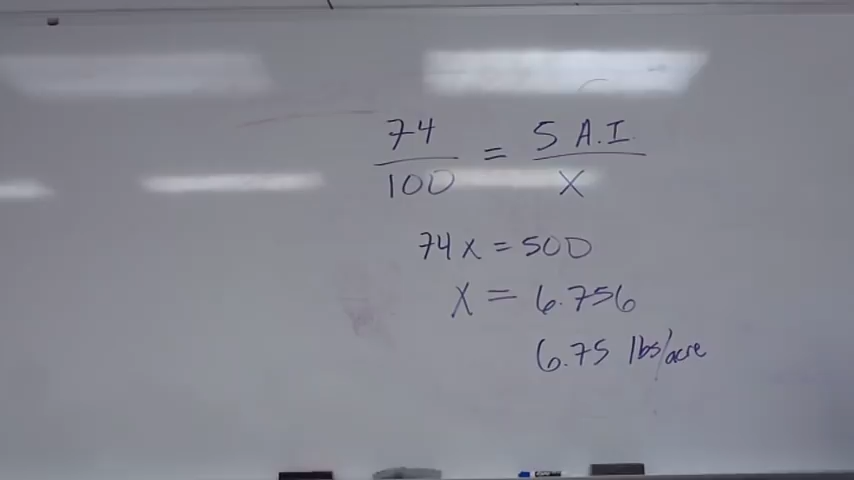 74/100 = 5 A.I./X
74x = 500
X = 6.756
6.75 lbs/acre